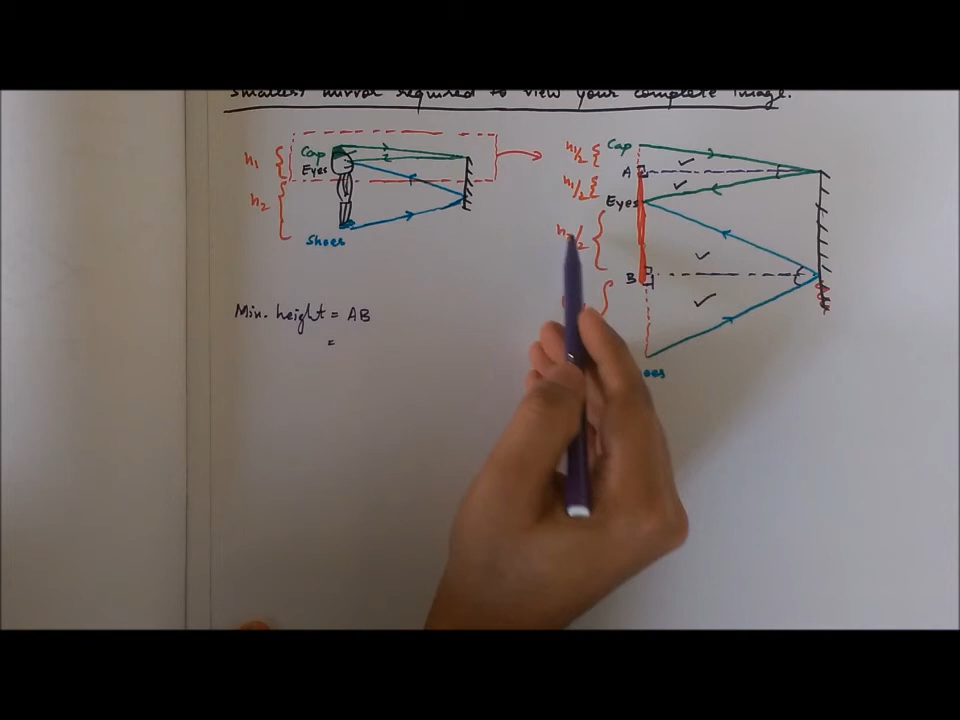 smallest mirror required to view your complete image.
h1
Cap
Eyes
h2
Shoes
h1/2
Cap
A
h1/2
Eyes
h2/2
B
Min. height = AB
=